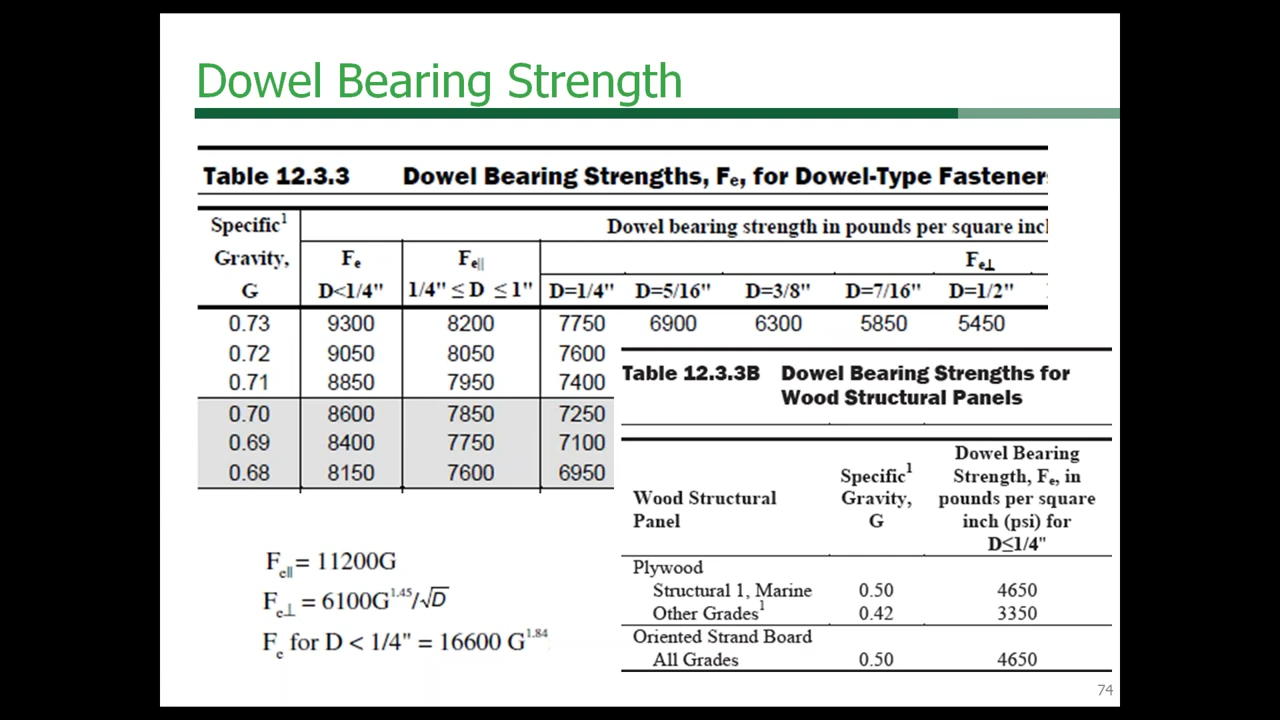 Dowel Bearing Strength
Table 12.3.3 Dowel Bearing Strengths, Fₑ, for Dowel-Type Fastener
Specific¹ Dowel bearing strength in pounds per square inc
Gravity, Fₑ Fₑ∥ Fₑ⊥
G D<1/4" 1/4" ≤ D ≤ 1" D=1/4" D=5/16" D=3/8" D=7/16" D=1/2"
0.73 9300 8200 7750 6900 6300 5850 5450
0.72 9050 8050 7600
0.71 8850 7950 7400
0.70 8600 7850 7250
0.69 8400 7750 7100
0.68 8150 7600 6950
Fₑ∥ = 11200G
Fₑ⊥ = 6100G^1.45/√D
Fₑ for D < 1/4" = 16600 G^1.84
Table 12.3.3B Dowel Bearing Strengths for
Wood Structural Panels
Wood Structural
Panel
Specific¹
Gravity,
G
Dowel Bearing
Strength, Fₑ, in
pounds per square
inch (psi) for
D≤1/4"
Plywood
Structural 1, Marine 0.50 4650
Other Grades¹ 0.42 3350
Oriented Strand Board
All Grades 0.50 4650
74